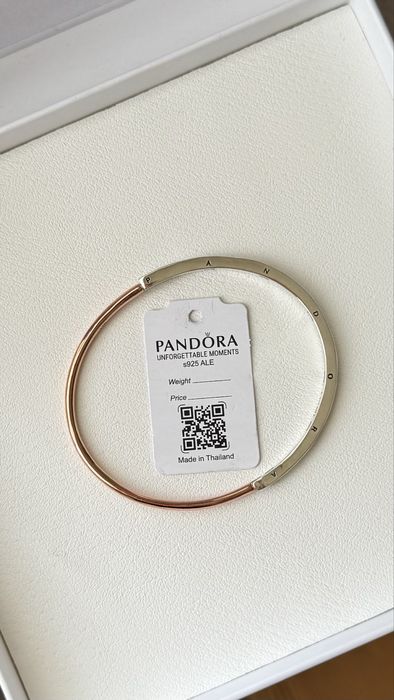 P A N D O R A
PANDORA
UNFORGETTABLE MOMENTS
s925 ALE
Weight
Price
Made in Thailand